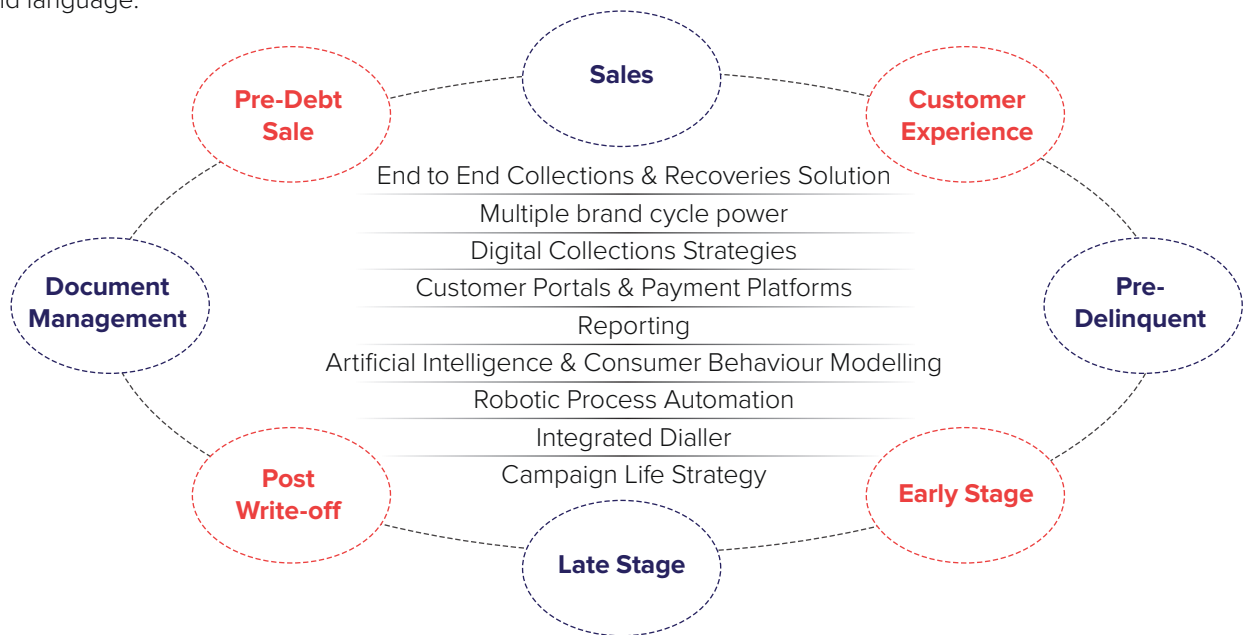 nd language.
Sales
Pre-Debt
Sale
Customer
Experience
End to End Collections & Recoveries Solution
Multiple brand cycle power
Digital Collections Strategies
Customer Portals & Payment Platforms
Reporting
Artificial Intelligence & Consumer Behaviour Modelling
Robotic Process Automation
Integrated Dialler
Campaign Life Strategy
Document
Management
Pre-
Delinquent
Post
Write-off
Early Stage
Late Stage